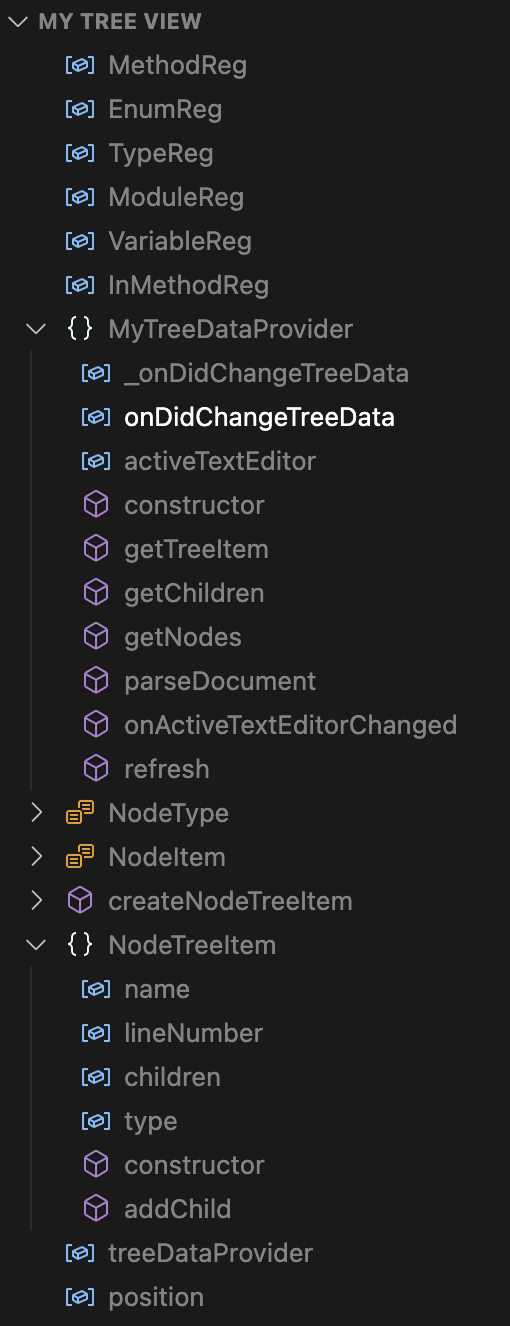 MY TREE VIEW
MethodReg
EnumReg
TypeReg
ModuleReg
VariableReg
InMethodReg
{} MyTreeDataProvider
_onDidChangeTreeData
onDidChangeTreeData
activeTextEditor
constructor
getTreeItem
getChildren
getNodes
parseDocument
onActiveTextEditorChanged
refresh
NodeType
NodeItem
createNodeTreeItem
{} NodeTreeItem
name
lineNumber
children
type
constructor
addChild
treeDataProvider
position